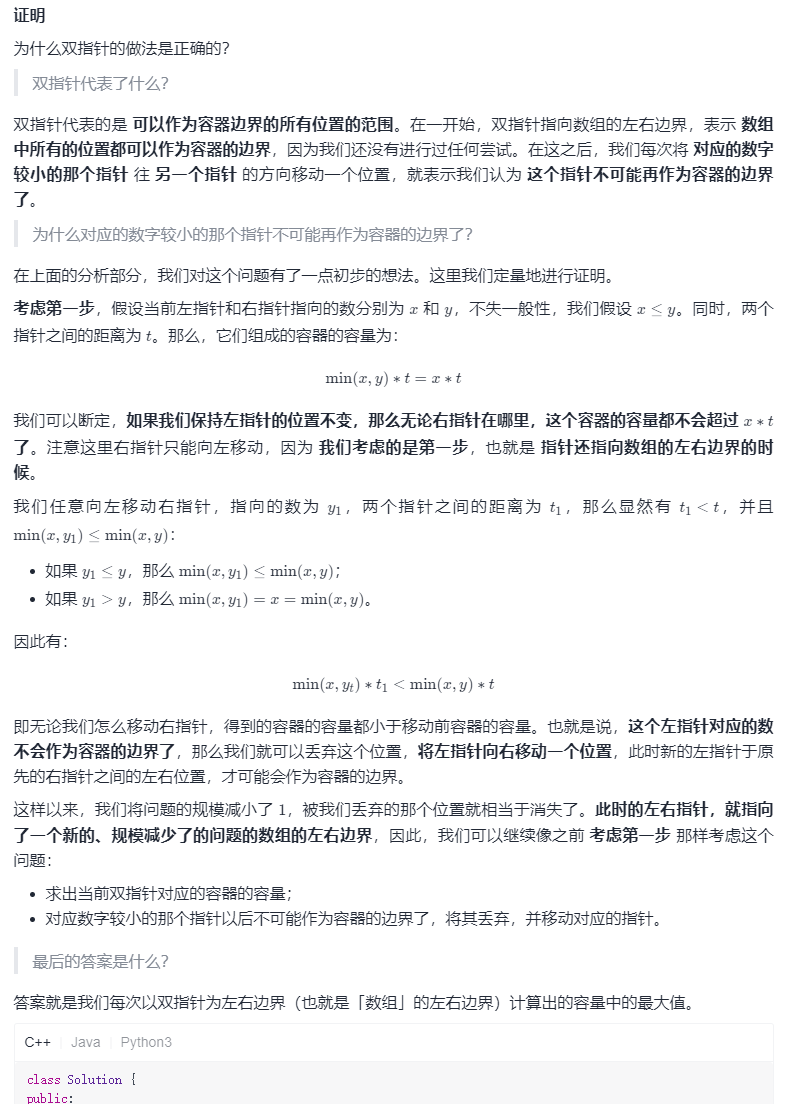 证明
为什么双指针的做法是正确的?
双指针代表了什么?
双指针代表的是 可以作为容器边界的所有位置的范围。在一开始，双指针指向数组的左右边界，表示 数组
中所有的位置都可以作为容器的边界，因为我们还没有进行过任何尝试。在这之后，我们每次将 对应的数字
较小的那个指针 往 另一个指针 的方向移动一个位置，就表示我们认为 这个指针不可能再作为容器的边界
了。
为什么对应的数字较小的那个指针不可能再作为容器的边界了?
在上面的分析部分，我们对这个问题有了一点初步的想法。这里我们定量地进行证明。
考虑第一步，假设当前左指针和右指针指向的数分别为 x 和 y，不失一般性，我们假设 x ≤ y。同时，两个
指针之间的距离为 t。那么，它们组成的容器的容量为：
min(x, y) ∗ t = x ∗ t
我们可以断定，如果我们保持左指针的位置不变，那么无论右指针在哪里，这个容器的容量都不会超过 x ∗ t
了。注意这里右指针只能向左移动，因为 我们考虑的是第一步，也就是 指针还指向数组的左右边界的时
候。
我们任意向左移动右指针，指向的数为 y₁，两个指针之间的距离为 t₁，那么显然有 t₁ < t，并且
min(x, y₁) ≤ min(x, y)：
• 如果 y₁ ≤ y，那么 min(x, y₁) ≤ min(x, y)；
• 如果 y₁ > y，那么 min(x, y₁) = x = min(x, y)。
因此有：
min(x, yₜ) ∗ t₁ < min(x, y) ∗ t
即无论我们怎么移动右指针，得到的容器的容量都小于移动前容器的容量。也就是说，这个左指针对应的数
不会作为容器的边界了，那么我们就可以丢弃这个位置，将左指针向右移动一个位置，此时新的左指针于原
先的右指针之间的左右位置，才可能会作为容器的边界。
这样以来，我们将问题的规模减小了 1，被我们丢弃的那个位置就相当于消失了。此时的左右指针，就指向
了一个新的、规模减少了的问题的数组的左右边界，因此，我们可以继续像之前 考虑第一步 那样考虑这个
问题：
• 求出当前双指针对应的容器的容量；
• 对应数字较小的那个指针以后不可能作为容器的边界了，将其丢弃，并移动对应的指针。
最后的答案是什么?
答案就是我们每次以双指针为左右边界（也就是「数组」的左右边界）计算出的容量中的最大值。
C++ Java Python3
class Solution {
public: